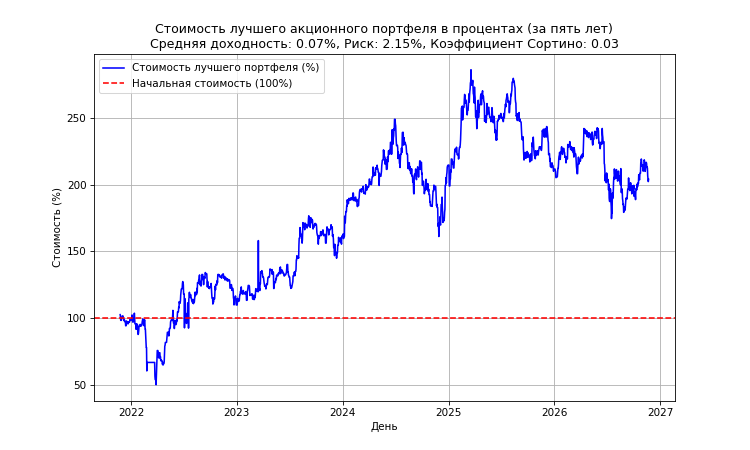 Стоимость лучшего акционного портфеля в процентах (за пять лет)
Средняя доходность: 0.07%, Риск: 2.15%, Коэффициент Сортино: 0.03
Стоимость лучшего портфеля (%)
Начальная стоимость (100%)
Стоимость (%)
250
200
150
100
50
2022 2023 2024 2025 2026 2027
День